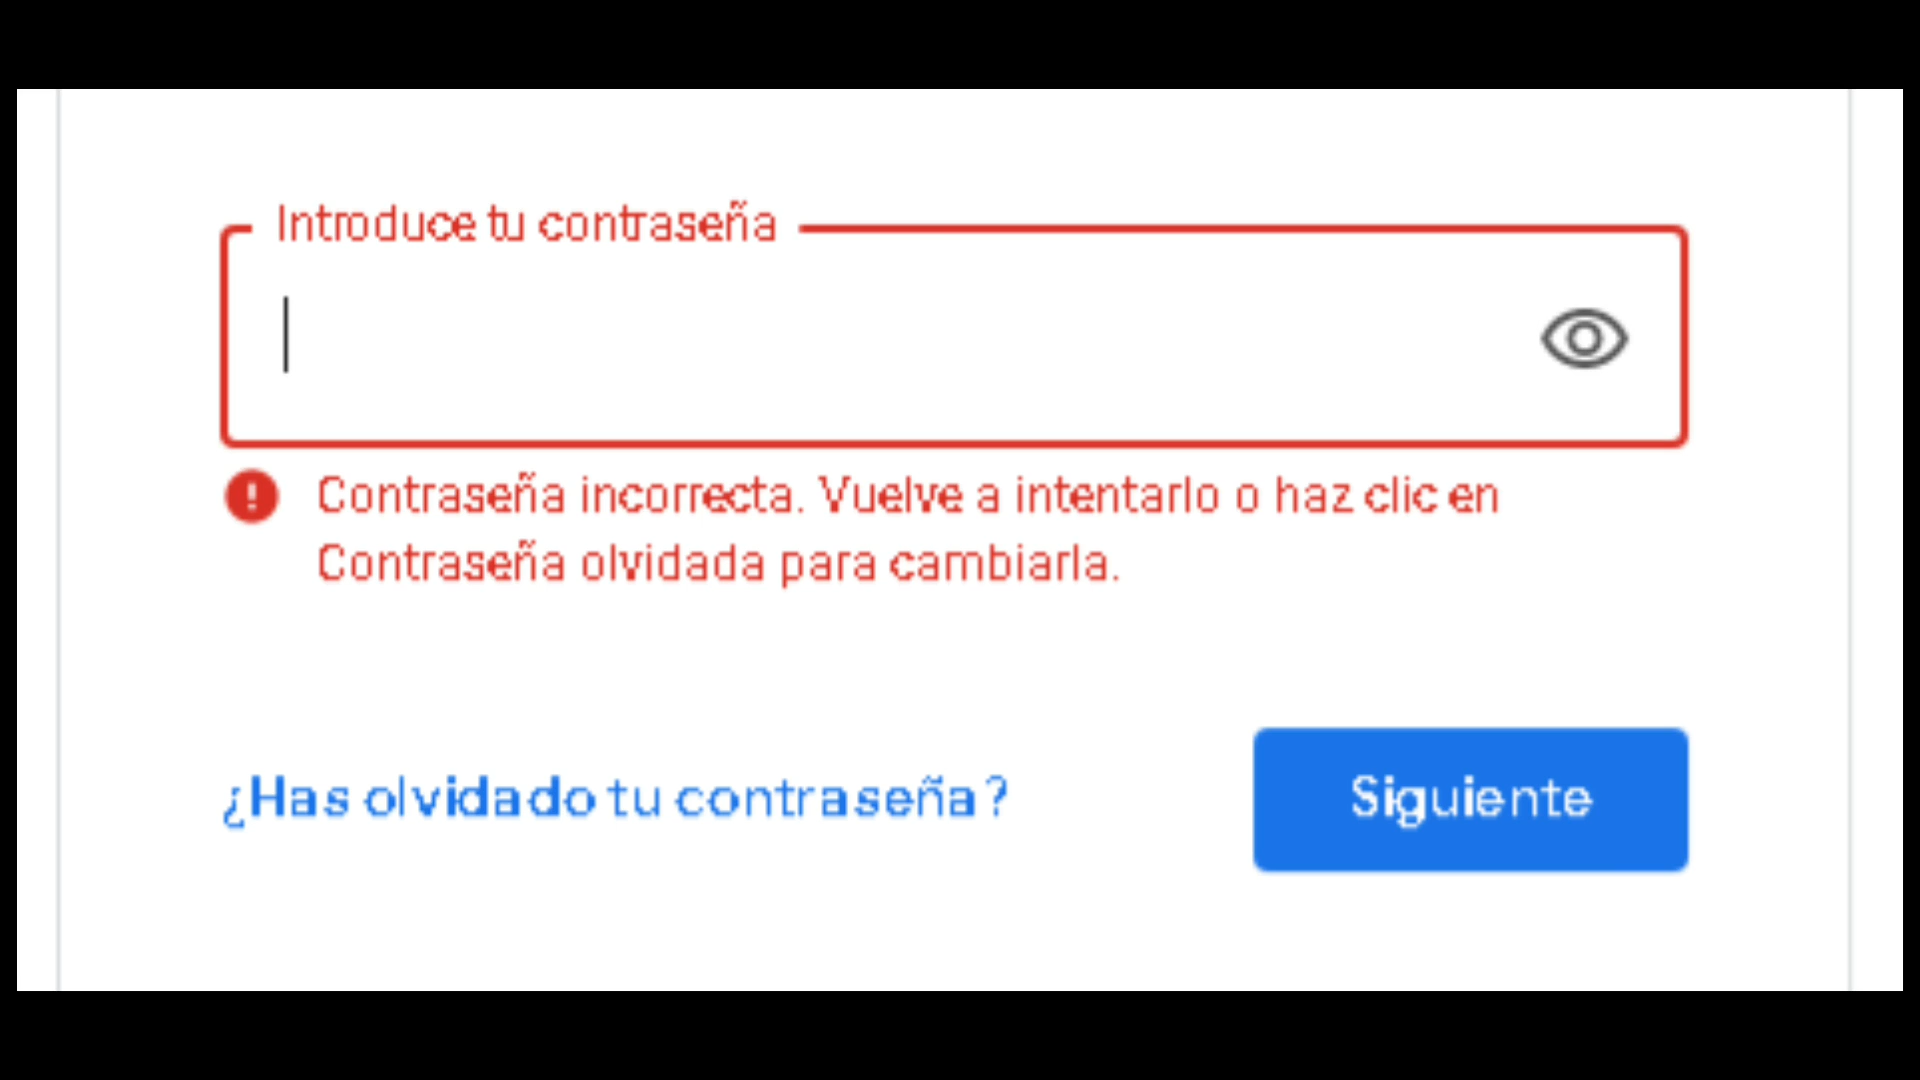 Introduce tu contraseña
Contraseña incorrecta. Vuelve a intentarlo o haz clic en
Contraseña olvidada para cambiarla.
¿Has olvidado tu contraseña?
Siguiente